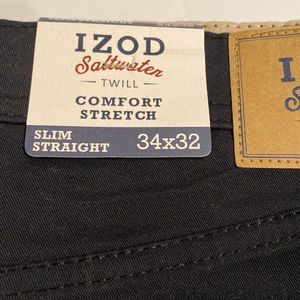 IZOD
Saltwater
TWILL
COMFORT
STRETCH
SLIM
STRAIGHT
34x32